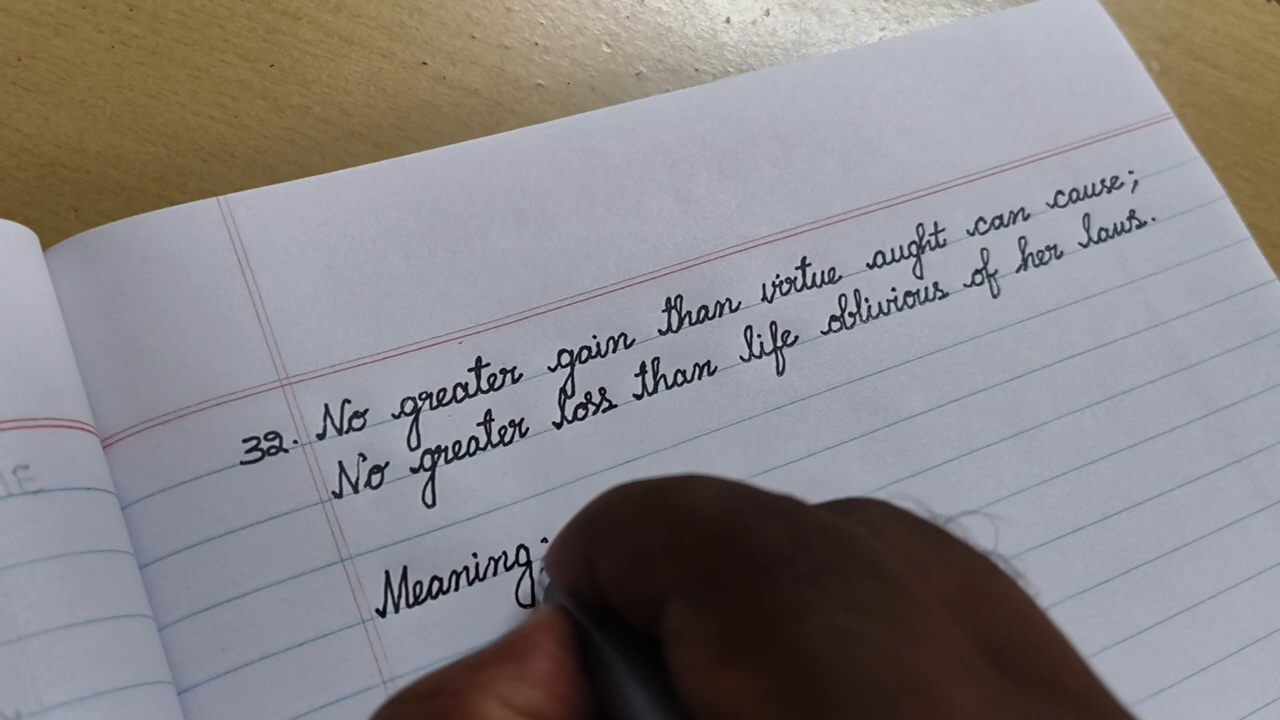 32. No greater gain than virtue aught can cause;
No greater loss than life oblivious of her laws.
Meaning: